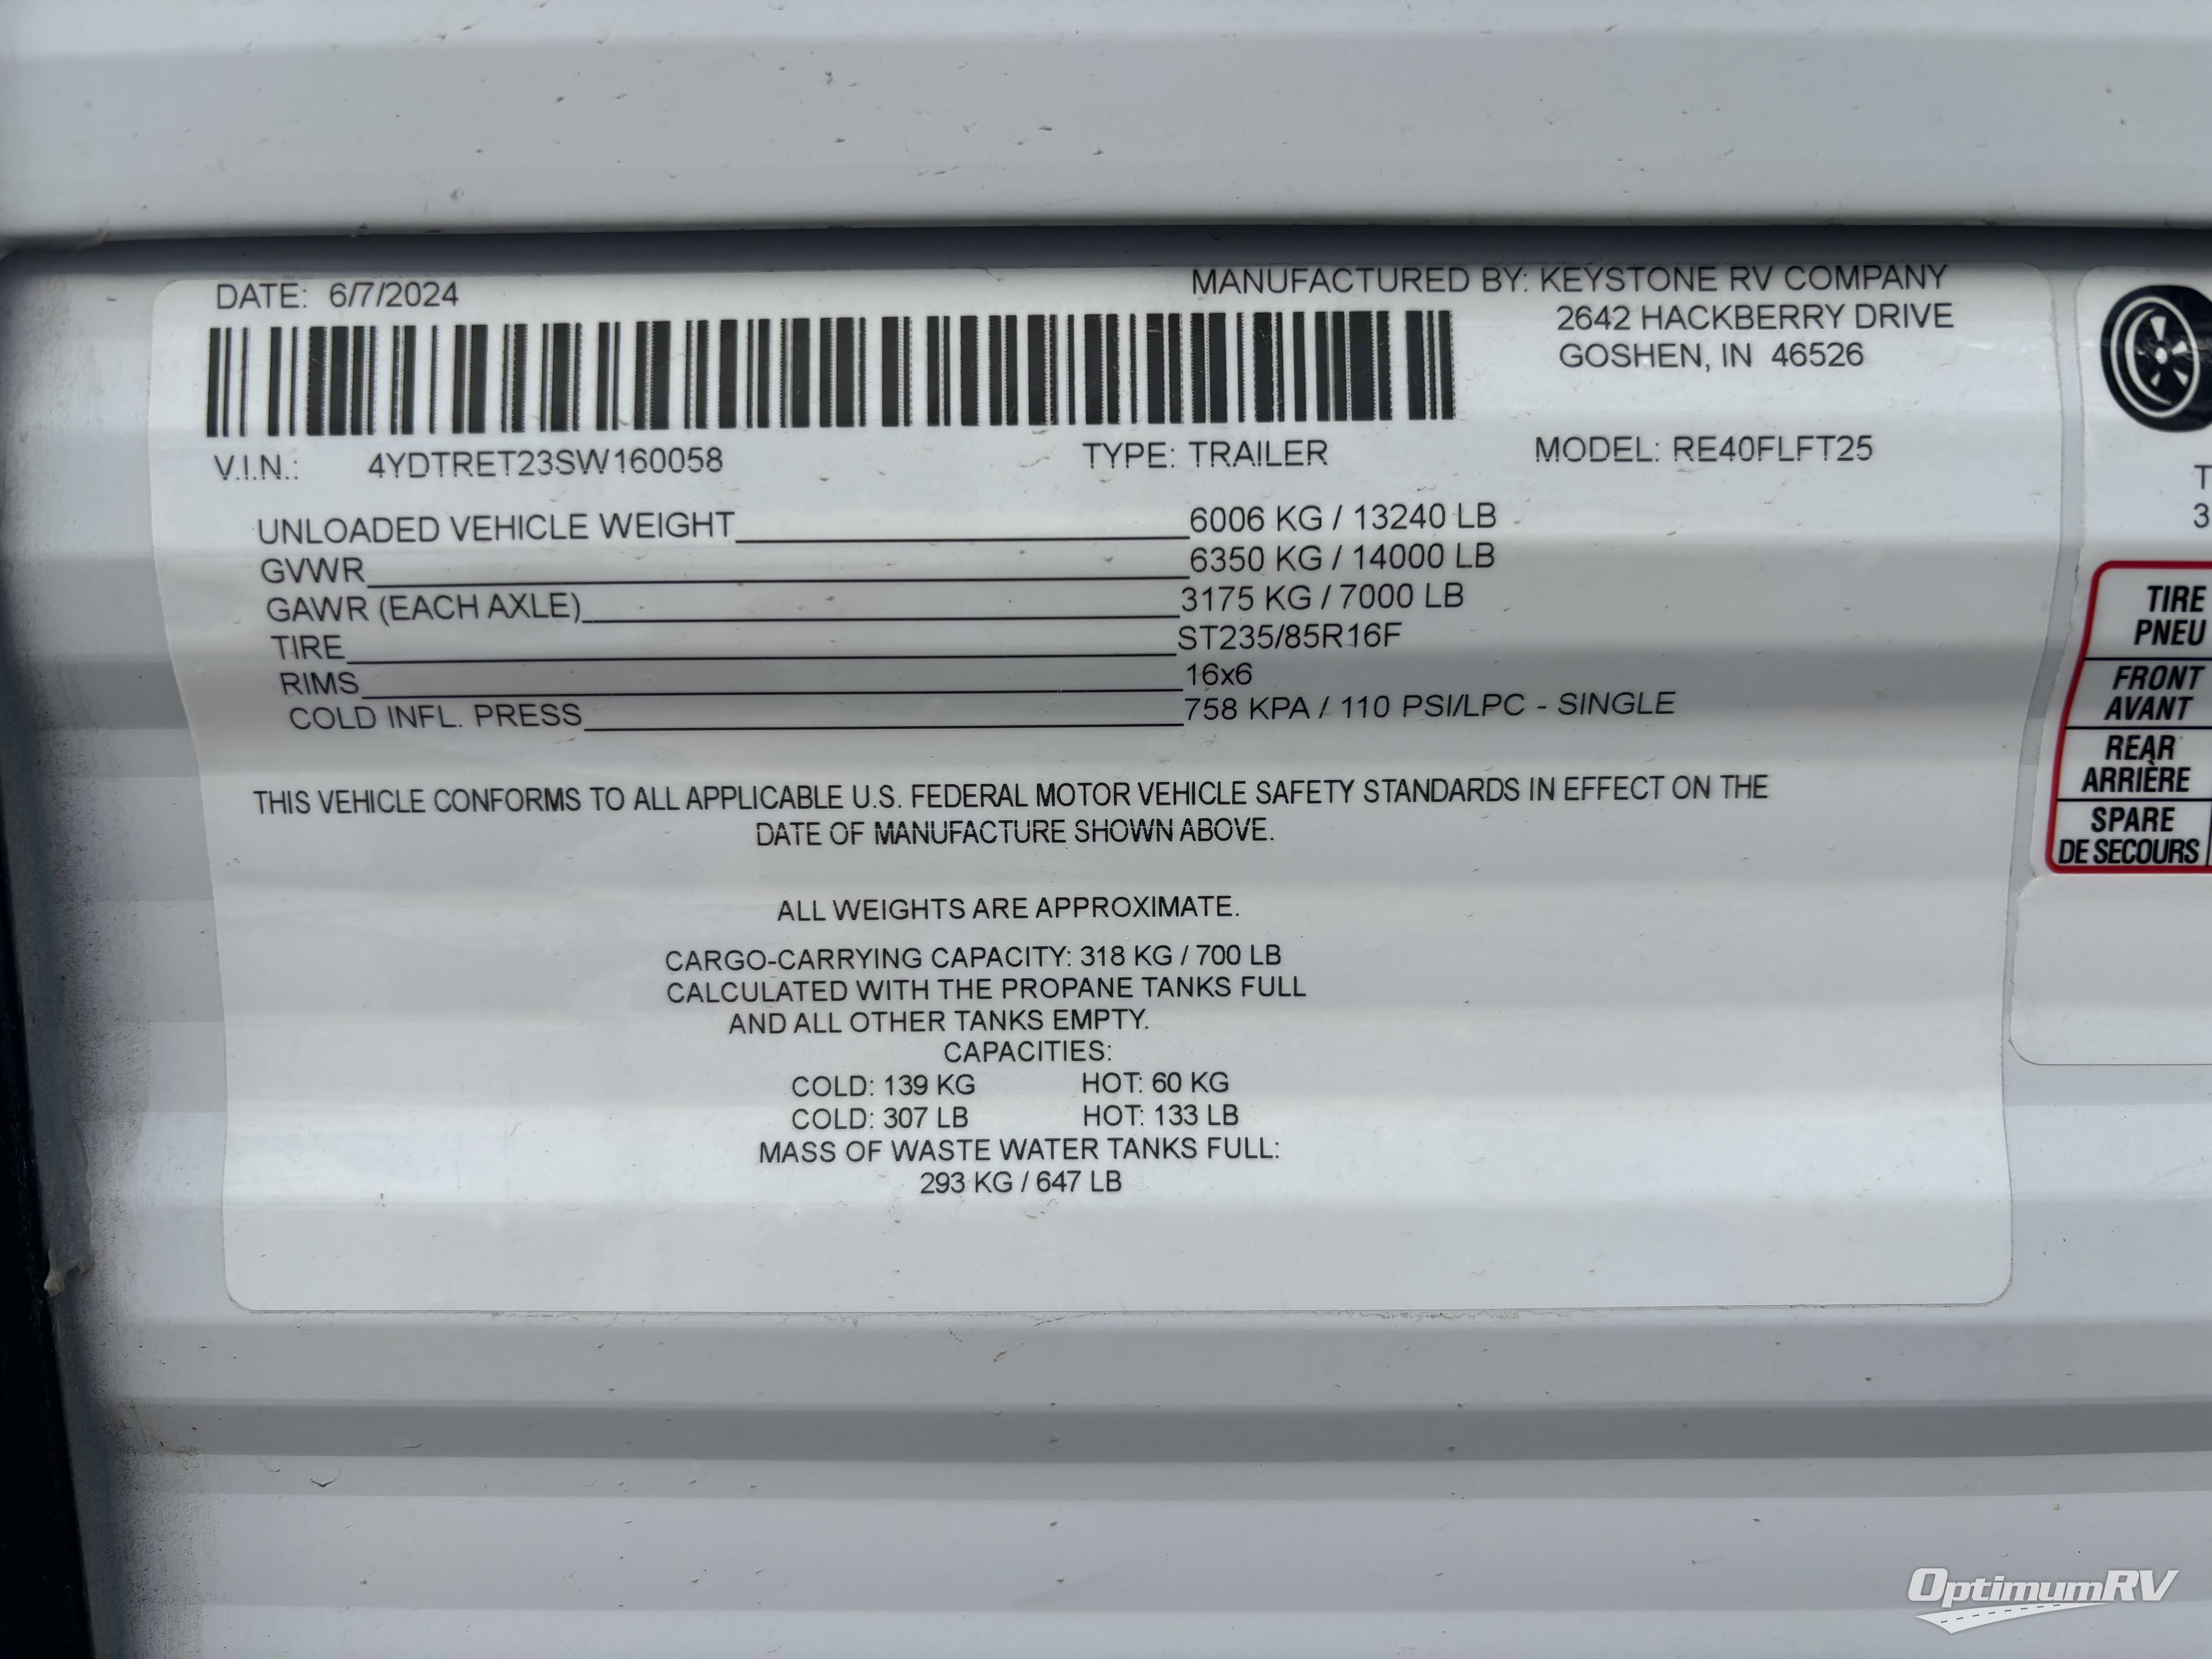 DATE: 6/7/2024
MANUFACTURED BY: KEYSTONE RV COMPANY
2642 HACKBERRY DRIVE
GOSHEN, IN 46526
V.I.N.: 4YDTRET23SW160058 TYPE: TRAILER MODEL: RE40FLFT25
UNLOADED VEHICLE WEIGHT 6006 KG / 13240 LB
GVWR 6350 KG / 14000 LB
GAWR (EACH AXLE) 3175 KG / 7000 LB
TIRE ST235/85R16F
RIMS 16x6
COLD INFL. PRESS 758 KPA / 110 PSI/LPC - SINGLE
THIS VEHICLE CONFORMS TO ALL APPLICABLE U.S. FEDERAL MOTOR VEHICLE SAFETY STANDARDS IN EFFECT ON THE
DATE OF MANUFACTURE SHOWN ABOVE.
ALL WEIGHTS ARE APPROXIMATE.
CARGO-CARRYING CAPACITY: 318 KG / 700 LB
CALCULATED WITH THE PROPANE TANKS FULL
AND ALL OTHER TANKS EMPTY.
CAPACITIES:
COLD: 139 KG HOT: 60 KG
COLD: 307 LB HOT: 133 LB
MASS OF WASTE WATER TANKS FULL:
293 KG / 647 LB
TIRE
PNEU
FRONT
AVANT
REAR
ARRIÈRE
SPARE
DE SECOURS
OptimumRV